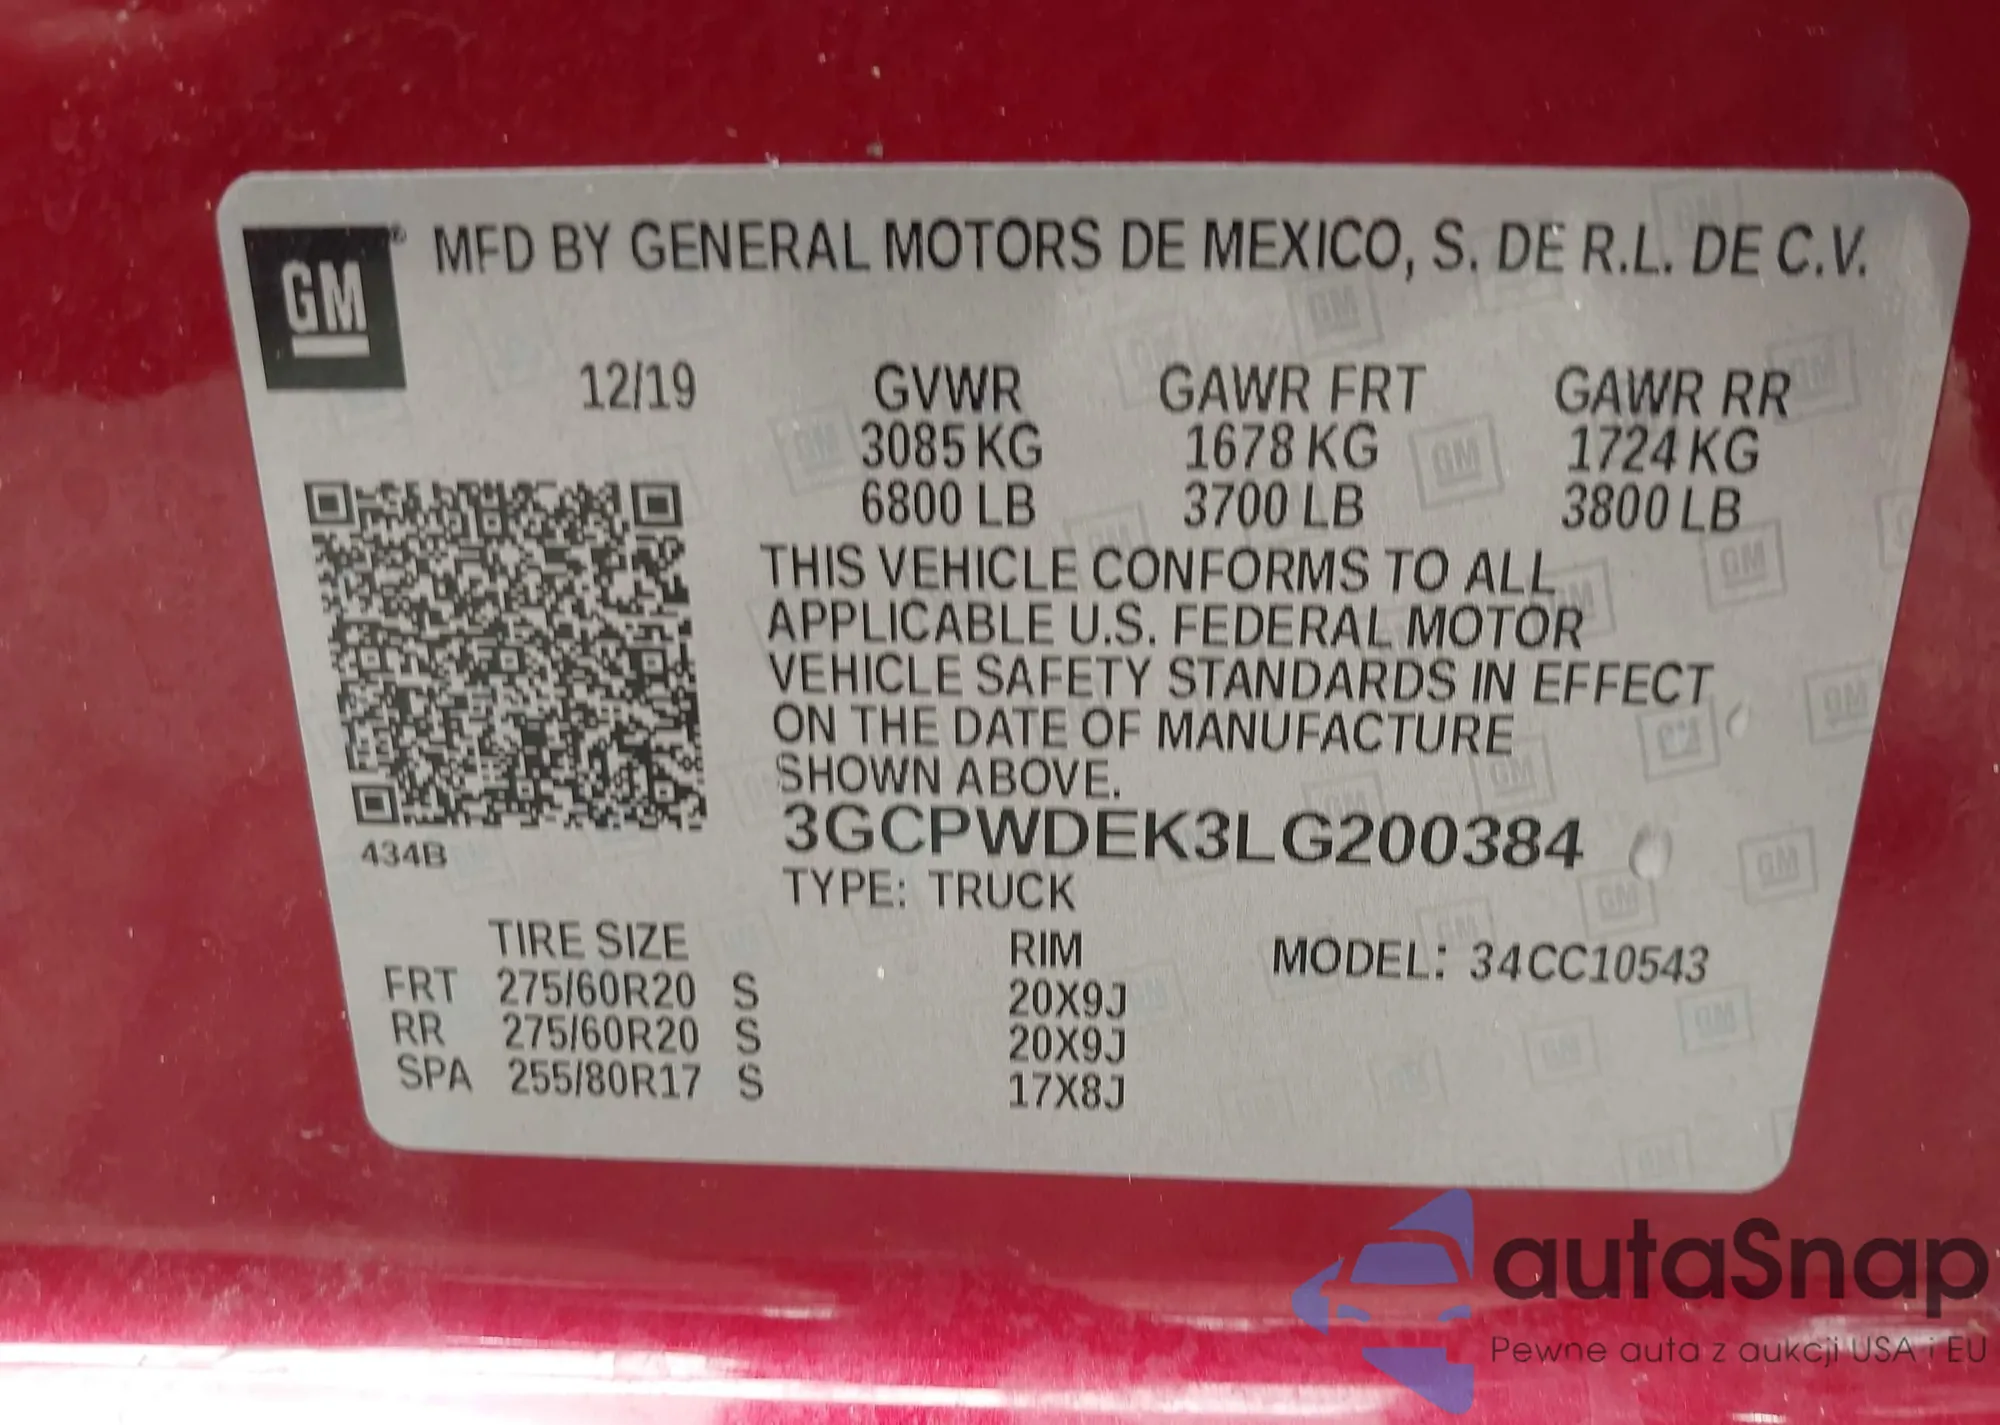 GM® MFD BY GENERAL MOTORS DE MEXICO, S. DE R.L. DE C.V.
12/19 GVWR GAWR FRT GAWR RR
3085 KG 1678 KG 1724 KG
6800 LB 3700 LB 3800 LB
THIS VEHICLE CONFORMS TO ALL
APPLICABLE U.S. FEDERAL MOTOR
VEHICLE SAFETY STANDARDS IN EFFECT
ON THE DATE OF MANUFACTURE
SHOWN ABOVE.
3GCPWDEK3LG200384
434B
TYPE: TRUCK
TIRE SIZE RIM MODEL: 34CC10543
FRT 275/60R20 S 20X9J
RR 275/60R20 S 20X9J
SPA 255/80R17 S 17X8J
autaSnap
Pewne auta z aukcji USA i EU